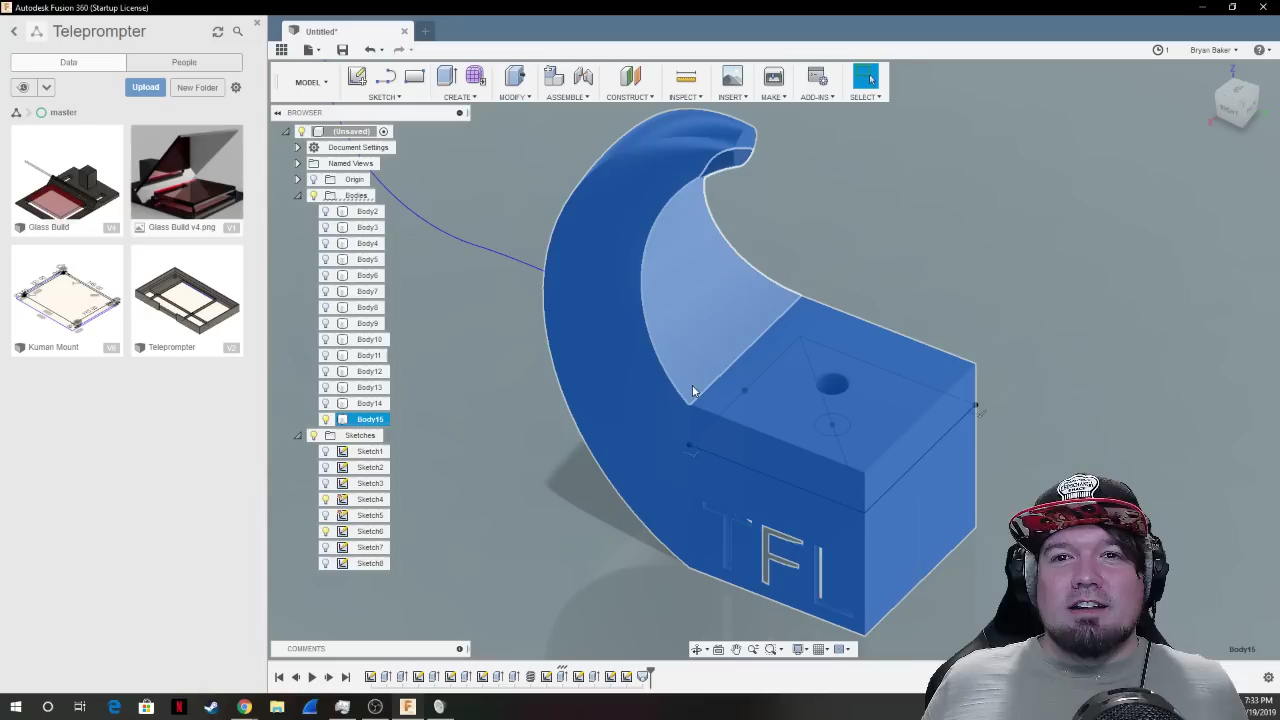 Autodesk Fusion 360 (Startup License)
Teleprompter
Data
People
Upload
New Folder
master
Glass Build
V4
Glass Build v4.png
V1
Kuman Mount
V6
Teleprompter
V2
Untitled*
1
Bryan Baker
MODEL
SKETCH
CREATE
MODIFY
ASSEMBLE
CONSTRUCT
INSPECT
INSERT
MAKE
ADD-INS
SELECT
BROWSER
(Unsaved)
Document Settings
Named Views
Origin
Bodies
Body2
Body3
Body4
Body5
Body6
Body7
Body8
Body9
Body10
Body11
Body12
Body13
Body14
Body15
Sketches
Sketch1
Sketch2
Sketch3
Sketch4
Sketch5
Sketch6
Sketch7
Sketch8
Z
TFL
COMMENTS
Body15
7:33 PM
/19/2019